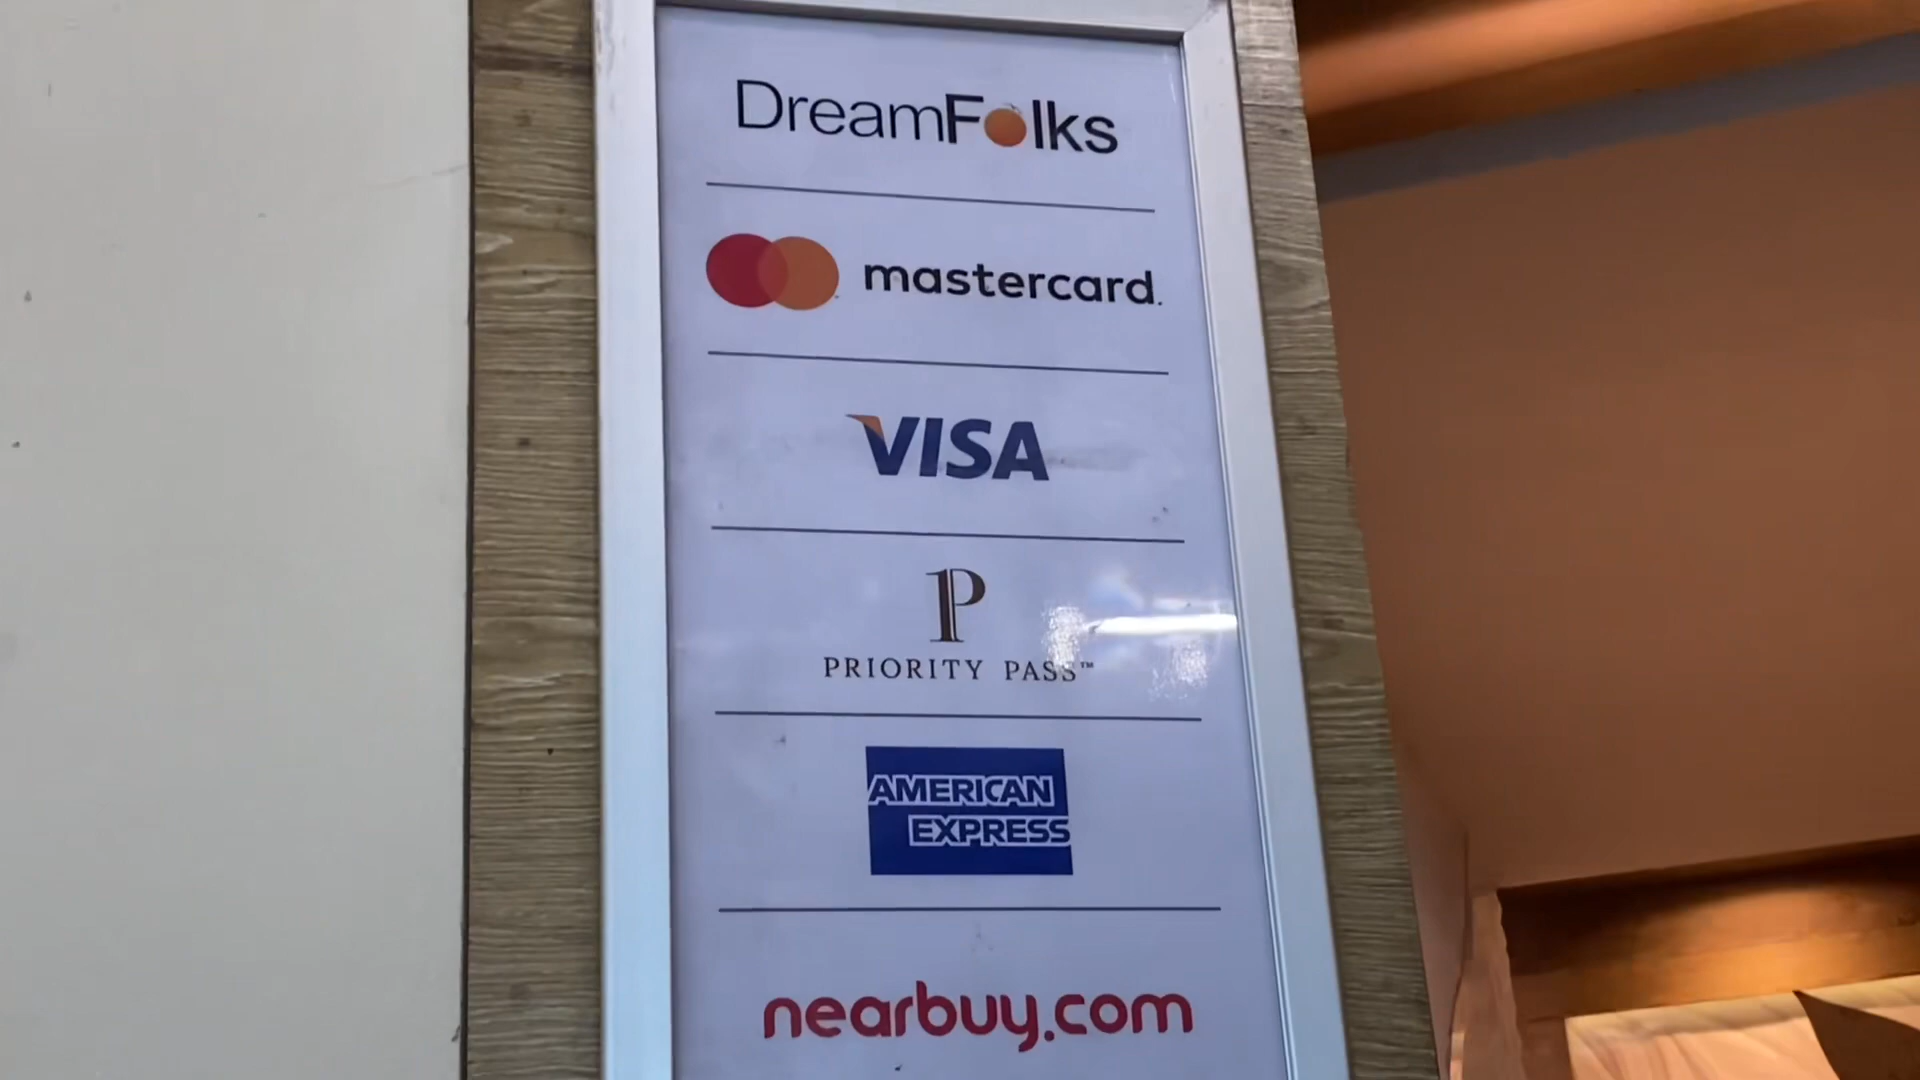 DreamFolks
mastercard.
VISA
P
PRIORITY PASS™
AMERICAN
EXPRESS
nearbuy.com